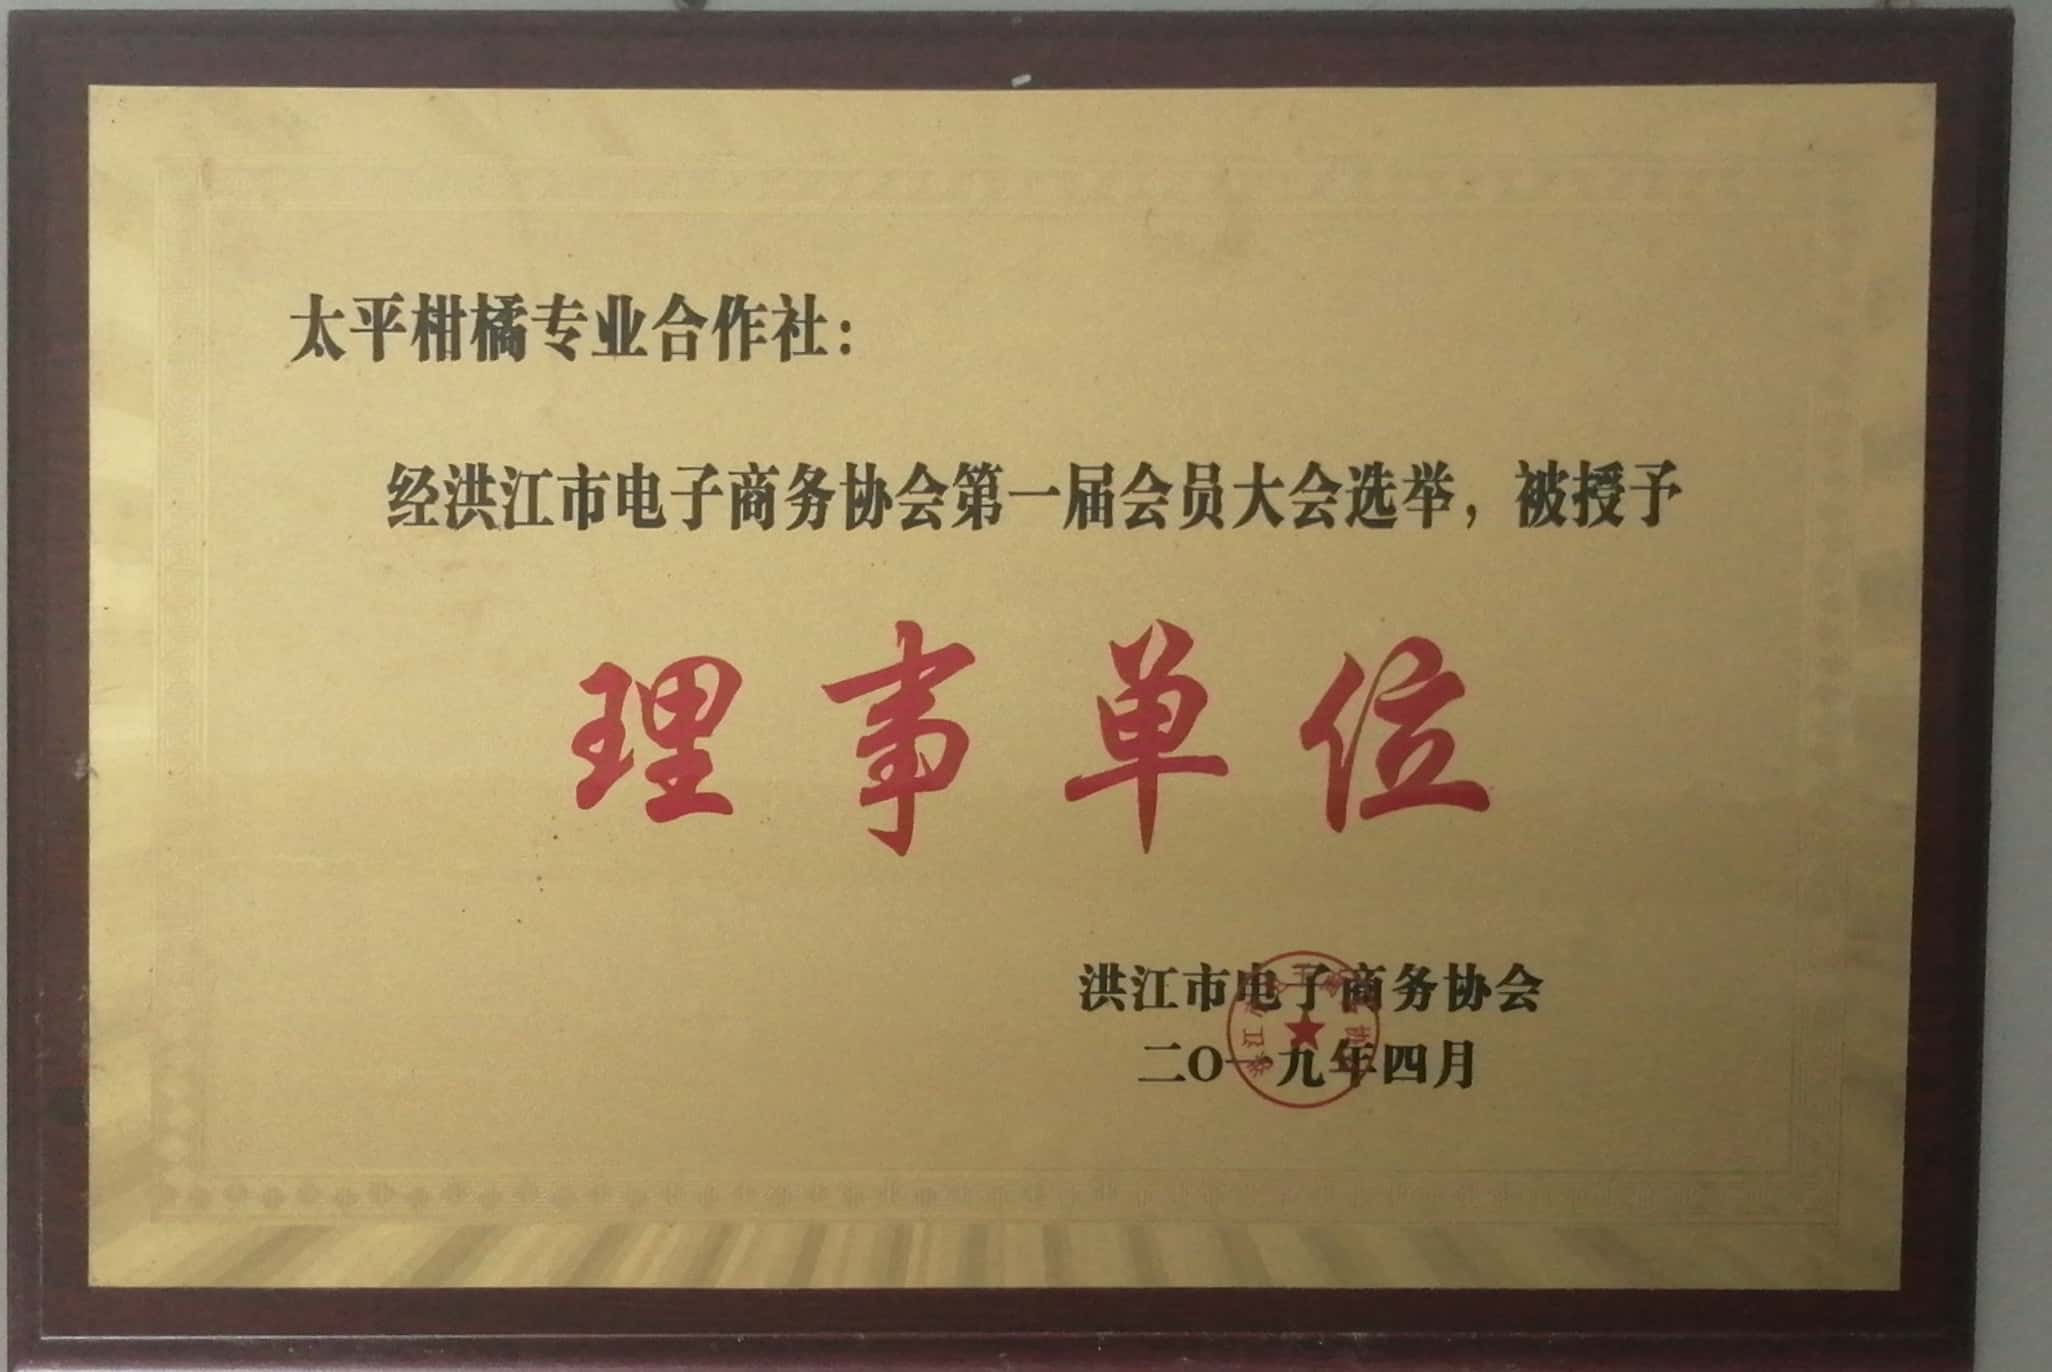 太平柑橘专业合作社：
经洪江市电子商务协会第一届会员大会选举，被授予
理事单位
洪江市电子商务协会
二〇一九年四月